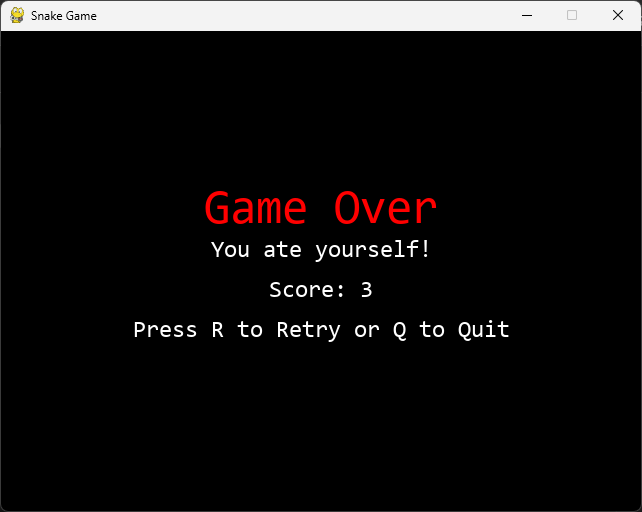 Snake Game
Game Over
You ate yourself!
Score: 3
Press R to Retry or Q to Quit